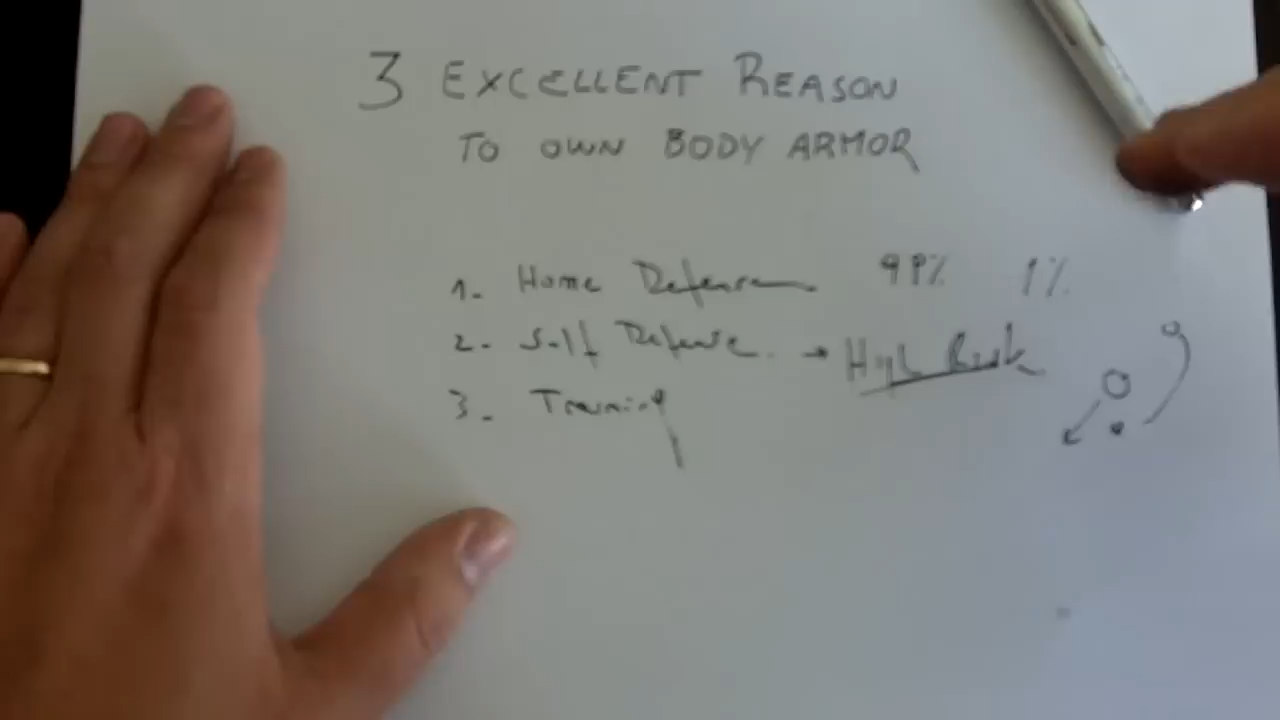 3 EXCELLENT REASON
TO OWN BODY ARMOR
1. Home Defense 99% 1%
2. Self Defense. → High Risk
3. Training